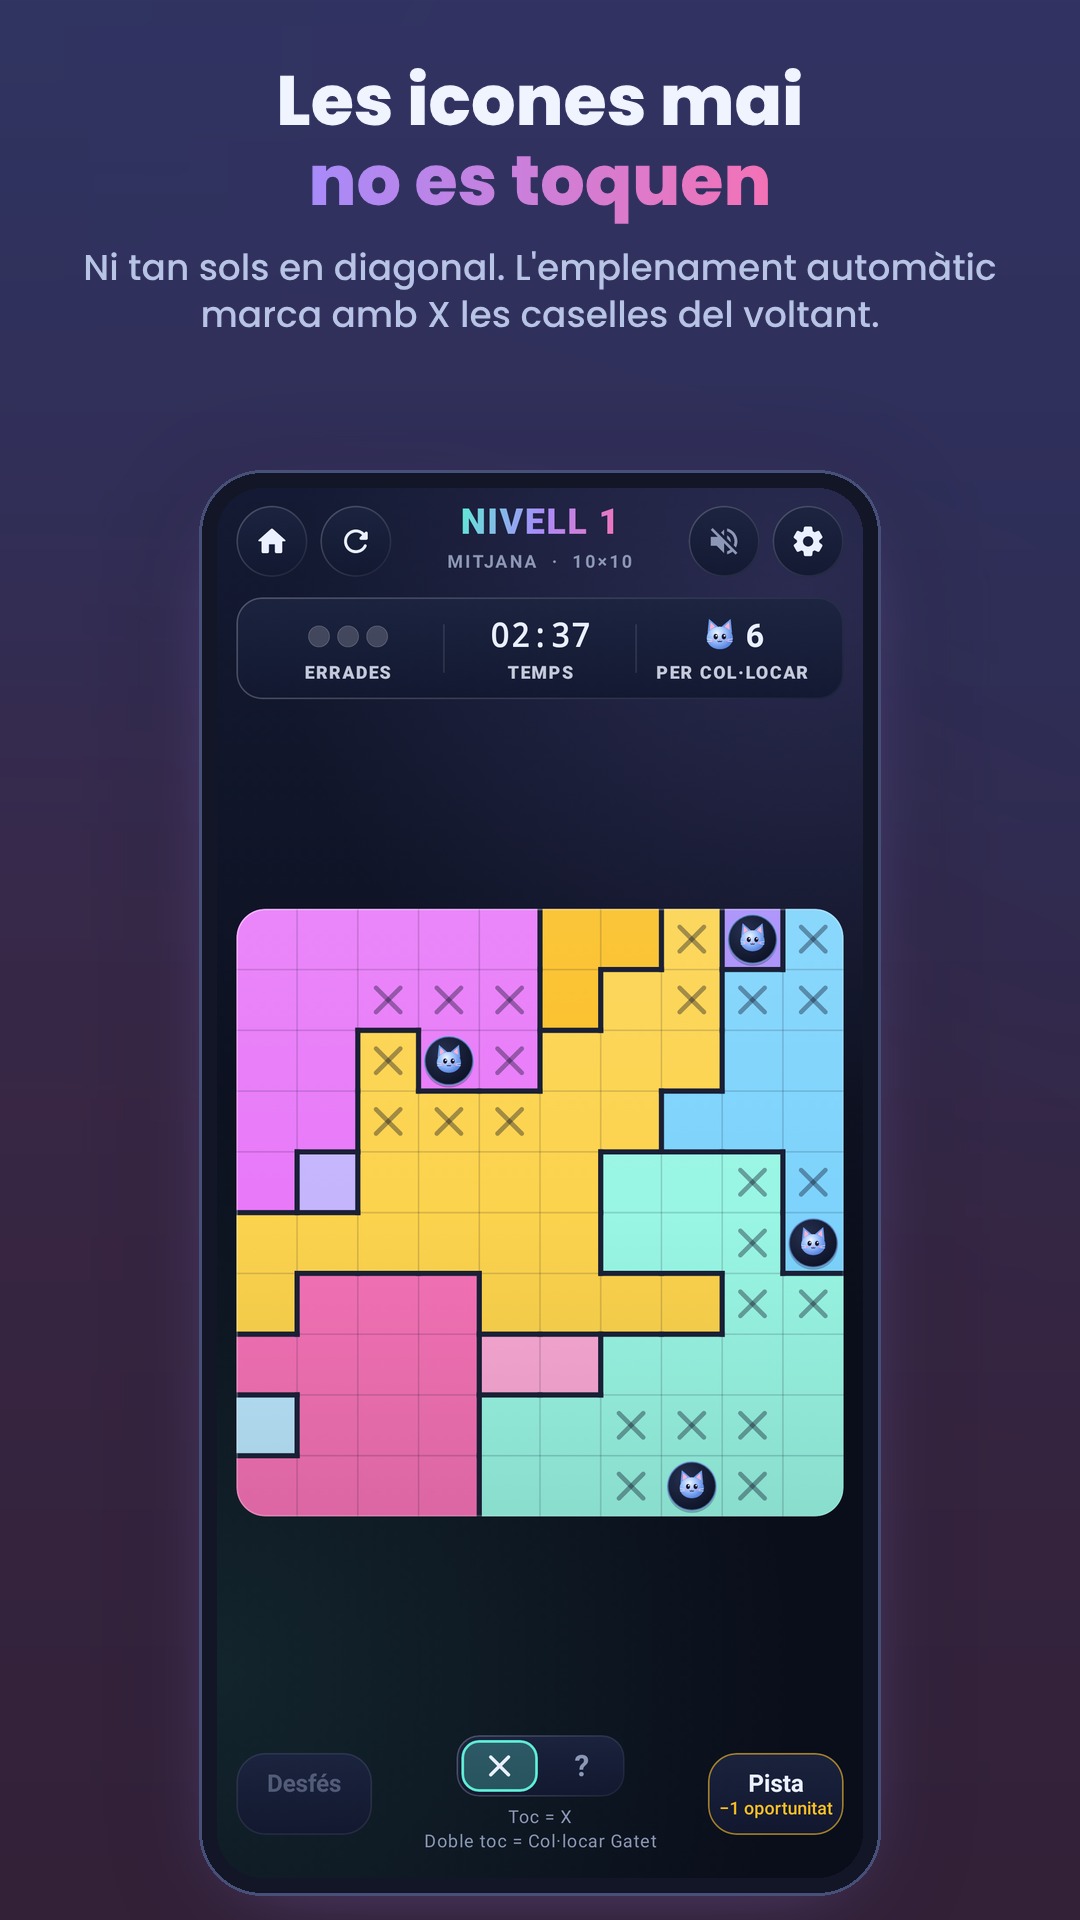 Les icones mai
no es toquen
Ni tan sols en diagonal. L'emplenament automàtic
marca amb X les caselles del voltant.
NIVELL 1
MITJANA · 10×10
02:37
6
ERRADES
TEMPS
PER COL·LOCAR
Desfés
?
Pista
−1 oportunitat
Toc = X
Doble toc = Col·locar Gatet